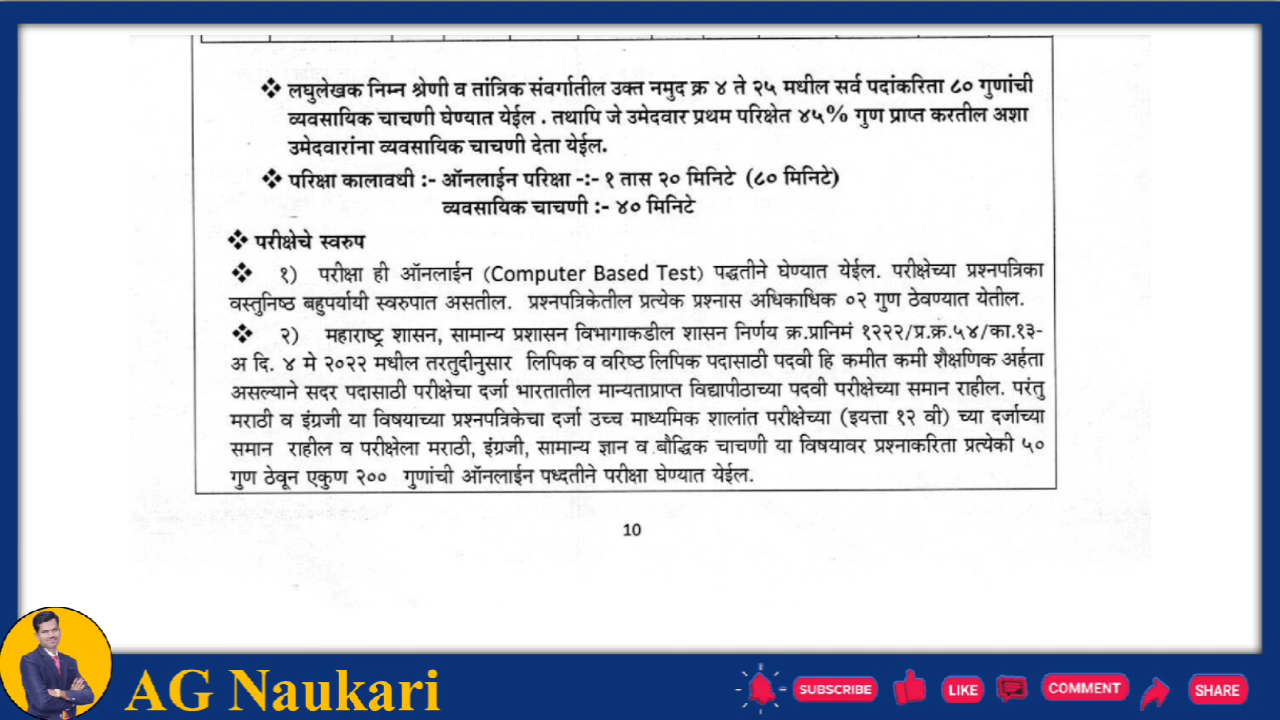 ❖ लघुलेखक निम्न श्रेणी व तांत्रिक संवर्गातील उक्त नमुद क्र ४ ते २५ मधील सर्व पदांकरिता ८० गुणांची
व्यवसायिक चाचणी घेण्यात येईल . तथापि जे उमेदवार प्रथम परिक्षेत ४५% गुण प्राप्त करतील अशा
उमेदवारांना व्यवसायिक चाचणी देता येईल.
❖ परिक्षा कालावधी :- ऑनलाईन परिक्षा -:- १ तास २० मिनिटे (८० मिनिटे)
व्यवसायिक चाचणी :- ४० मिनिटे
❖ परीक्षेचे स्वरुप
❖ १) परीक्षा ही ऑनलाईन (Computer Based Test) पद्धतीने घेण्यात येईल. परीक्षेच्या प्रश्नपत्रिका
वस्तुनिष्ठ बहुपर्यायी स्वरुपात असतील. प्रश्नपत्रिकेतील प्रत्येक प्रश्नास अधिकाधिक ०२ गुण ठेवण्यात येतील.
❖ २) महाराष्ट्र शासन, सामान्य प्रशासन विभागाकडील शासन निर्णय क्र.प्रानिमं १२२२/प्र.क्र.५४/का.१३-
अ दि. ४ मे २०२२ मधील तरतुदीनुसार लिपिक व वरिष्ठ लिपिक पदासाठी पदवी हि कमीत कमी शैक्षणिक अर्हता
असल्याने सदर पदासाठी परीक्षेचा दर्जा भारतातील मान्यताप्राप्त विद्यापीठाच्या पदवी परीक्षेच्या समान राहील. परंतु
मराठी व इंग्रजी या विषयाच्या प्रश्नपत्रिकेचा दर्जा उच्च माध्यमिक शालांत परीक्षेच्या (इयत्ता १२ वी) च्या दर्जाच्या
समान राहील व परीक्षेला मराठी, इंग्रजी, सामान्य ज्ञान व बौद्धिक चाचणी या विषयावर प्रश्नाकरिता प्रत्येकी ५०
गुण ठेवून एकुण २०० गुणांची ऑनलाईन पध्दतीने परीक्षा घेण्यात येईल.
10
AG Naukari
SUBSCRIBE
LIKE
COMMENT
SHARE